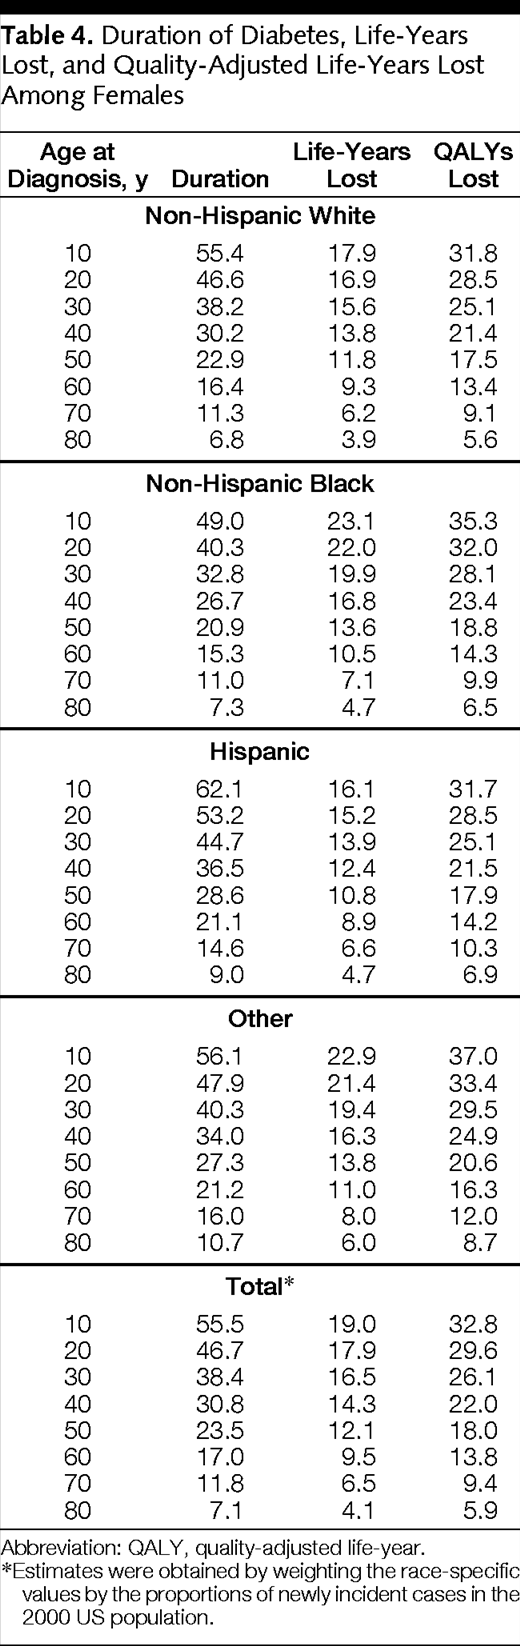 Table 4. Duration of Diabetes, Life-Years
Lost, and Quality-Adjusted Life-Years Lost
Among Females
Age at Diagnosis, y Duration Life-Years Lost QALYs Lost
Non-Hispanic White
10 55.4 17.9 31.8
20 46.6 16.9 28.5
30 38.2 15.6 25.1
40 30.2 13.8 21.4
50 22.9 11.8 17.5
60 16.4 9.3 13.4
70 11.3 6.2 9.1
80 6.8 3.9 5.6
Non-Hispanic Black
10 49.0 23.1 35.3
20 40.3 22.0 32.0
30 32.8 19.9 28.1
40 26.7 16.8 23.4
50 20.9 13.6 18.8
60 15.3 10.5 14.3
70 11.0 7.1 9.9
80 7.3 4.7 6.5
Hispanic
10 62.1 16.1 31.7
20 53.2 15.2 28.5
30 44.7 13.9 25.1
40 36.5 12.4 21.5
50 28.6 10.8 17.9
60 21.1 8.9 14.2
70 14.6 6.6 10.3
80 9.0 4.7 6.9
Other
10 56.1 22.9 37.0
20 47.9 21.4 33.4
30 40.3 19.4 29.5
40 34.0 16.3 24.9
50 27.3 13.8 20.6
60 21.2 11.0 16.3
70 16.0 8.0 12.0
80 10.7 6.0 8.7
Total*
10 55.5 19.0 32.8
20 46.7 17.9 29.6
30 38.4 16.5 26.1
40 30.8 14.3 22.0
50 23.5 12.1 18.0
60 17.0 9.5 13.8
70 11.8 6.5 9.4
80 7.1 4.1 5.9
Abbreviation: QALY, quality-adjusted life-year.
*Estimates were obtained by weighting the race-specific
values by the proportions of newly incident cases in the
2000 US population.